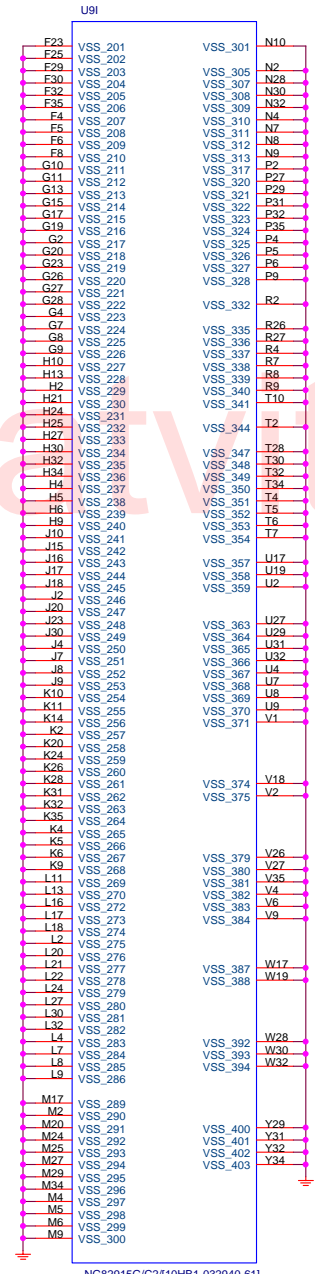 U9I
F23 VSS_201
F25 VSS_202
F29 VSS_203
F30 VSS_204
F32 VSS_205
F35 VSS_206
F4 VSS_207
F5 VSS_208
F6 VSS_209
F8 VSS_210
G10 VSS_211
G11 VSS_212
G13 VSS_213
G15 VSS_214
G17 VSS_215
G19 VSS_216
G2 VSS_217
G20 VSS_218
G23 VSS_219
G26 VSS_220
G27 VSS_221
G28 VSS_222
G4 VSS_223
G7 VSS_224
G8 VSS_225
G9 VSS_226
H10 VSS_227
H13 VSS_228
H2 VSS_229
H21 VSS_230
H24 VSS_231
H25 VSS_232
H27 VSS_233
H30 VSS_234
H32 VSS_235
H34 VSS_236
H4 VSS_237
H5 VSS_238
H6 VSS_239
H9 VSS_240
J10 VSS_241
J15 VSS_242
J16 VSS_243
J17 VSS_244
J18 VSS_245
J2 VSS_246
J20 VSS_247
J23 VSS_248
J30 VSS_249
J4 VSS_250
J7 VSS_251
J8 VSS_252
J9 VSS_253
K10 VSS_254
K11 VSS_255
K14 VSS_256
K2 VSS_257
K20 VSS_258
K24 VSS_259
K26 VSS_260
K28 VSS_261
K31 VSS_262
K32 VSS_263
K35 VSS_264
K4 VSS_265
K5 VSS_266
K6 VSS_267
K9 VSS_268
L11 VSS_269
L13 VSS_270
L16 VSS_272
L17 VSS_273
L18 VSS_274
L2 VSS_275
L20 VSS_276
L21 VSS_277
L22 VSS_278
L24 VSS_279
L27 VSS_280
L30 VSS_281
L32 VSS_282
L4 VSS_283
L7 VSS_284
L8 VSS_285
L9 VSS_286
M17 VSS_289
M2 VSS_290
M20 VSS_291
M24 VSS_292
M25 VSS_293
M27 VSS_294
M29 VSS_295
M34 VSS_296
M4 VSS_297
M5 VSS_298
M6 VSS_299
M9 VSS_300
VSS_301 N10
VSS_305 N2
VSS_307 N28
VSS_308 N30
VSS_309 N32
VSS_310 N4
VSS_311 N7
VSS_312 N8
VSS_313 N9
VSS_317 P2
VSS_320 P27
VSS_321 P29
VSS_322 P31
VSS_323 P32
VSS_324 P35
VSS_325 P4
VSS_326 P5
VSS_327 P6
VSS_328 P9
VSS_332 R2
VSS_335 R26
VSS_336 R27
VSS_337 R4
VSS_338 R7
VSS_339 R8
VSS_340 R9
VSS_341 T10
VSS_344 T2
VSS_347 T28
VSS_348 T30
VSS_349 T32
VSS_350 T34
VSS_351 T4
VSS_352 T5
VSS_353 T6
VSS_354 T7
VSS_357 U17
VSS_358 U19
VSS_359 U2
VSS_363 U27
VSS_364 U29
VSS_365 U31
VSS_366 U32
VSS_367 U4
VSS_368 U7
VSS_369 U8
VSS_370 U9
VSS_371 V1
VSS_374 V18
VSS_375 V2
VSS_379 V26
VSS_380 V27
VSS_381 V35
VSS_382 V4
VSS_383 V6
VSS_384 V9
VSS_387 W17
VSS_388 W19
VSS_392 W28
VSS_393 W30
VSS_394 W32
VSS_400 Y29
VSS_401 Y31
VSS_402 Y32
VSS_403 Y34